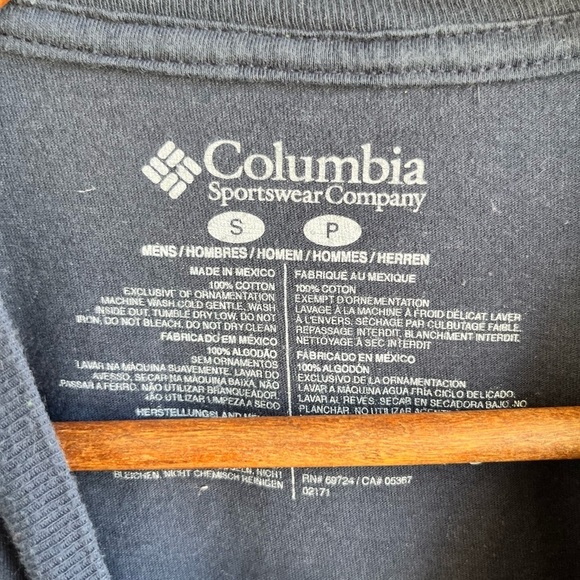 Columbia
Sportswear Company
S P
MENS / HOMBRES / HOMEM / HOMMES / HERREN
MADE IN MEXICO
100% COTTON
EXCLUSIVE OF ORNAMENTATION
MACHINE WASH COLD GENTLE, WASH
INSIDE OUT. TUMBLE DRY LOW. DO NOT
IRON, DO NOT BLEACH. DO NOT DRY CLEAN
FABRICADO EM MÉXICO
100% ALGODÃO
SEM ORNAMENTOS
LAVAR NA MAQUINA SUAVEMENTE. LAVAR DO
AVESSO, SECAR NA MÁQUINA BAIXA, NÃO
PASSAR A FERRO. NÃO UTILIZAR BRANQUEADOR.
NÃO UTILIZAR LIMPEZA A SECO
HERSTELLUNGSLAND
BLEICHEN. NICHT CHEMISCH REINIGEN
FABRIQUE AU MEXIQUE
100% COTON
EXEMPT D'ORNEMENTATION
LAVAGE À LA MACHINE À FROID DÉLICAT. LAVER
À L'ENVERS, SÉCHAGE PAR CULBUTAGE FAIBLE.
REPASSAGE INTERDIT, BLANCHIMENT INTERDIT.
NETTOYAGE À SEC INTERDIT
FABRICADO EN MÉXICO
100% ALGODÓN
EXCLUSIVO DE LA ORNAMENTACIÓN
LAVAR A MÁQUINA AGUA FRÍA CICLO DELICADO.
LAVAR AL REVÉS. SECAR EN SECADORA BAJO. NO
PLANCHAR. NO UTILIZAR
RN# 69724 / CA# 05367
02171